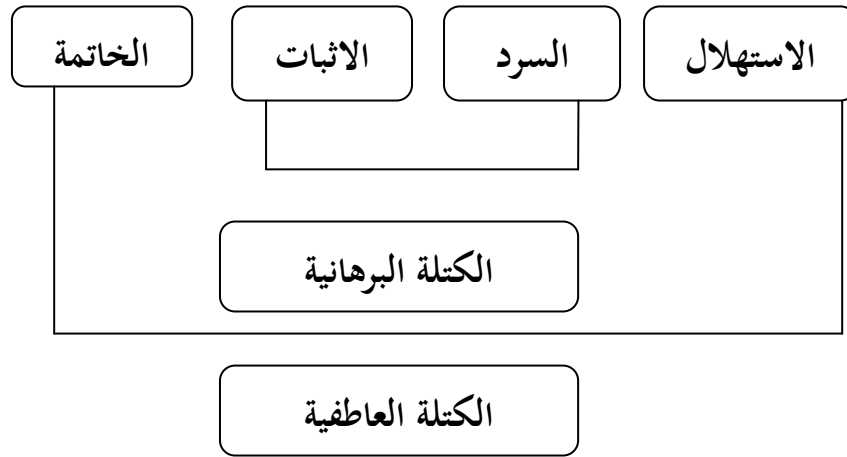 الاستهلال السرد الاثبات الخاتمة
الكتلة البرهانية
الكتلة العاطفية